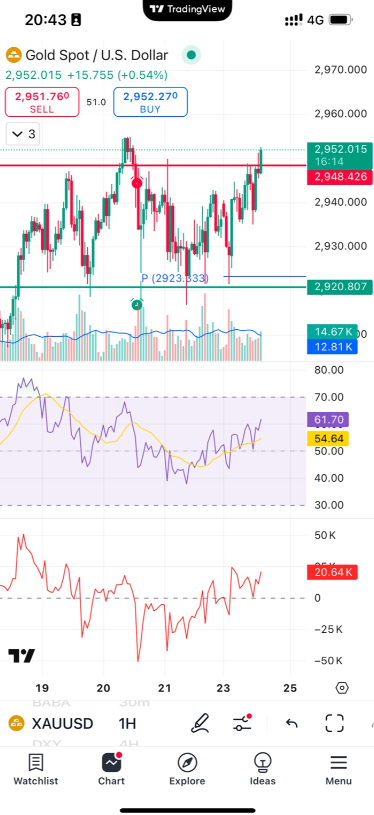 20:43
TradingView
4G
Gold Spot / U.S. Dollar
2,952.015 +15.755 (+0.54%)
2,951.760
SELL
51.0
2,952.270
BUY
3
2,970.000
2,960.000
2,952.015
16:14
2,948.426
2,940.000
2,930.000
P (2923.333)
2,920.807
14.67 K
12.81 K
80.00
70.00
61.70
54.64
50.00
40.00
30.00
50 K
20.64 K
0
−25 K
−50 K
19
20
21
23
25
BABA
30m
XAUUSD
1H
DXY
4H
Watchlist
Chart
Explore
Ideas
Menu